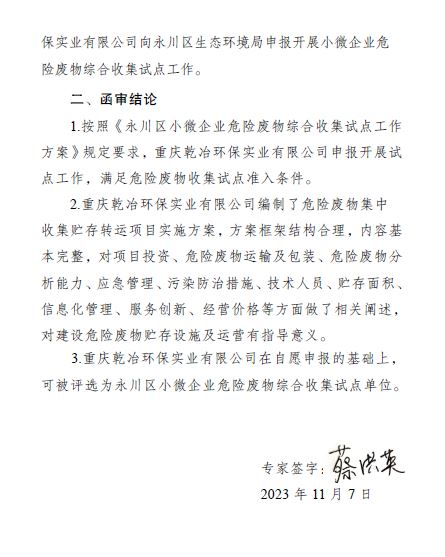 保实业有限公司向永川区生态环境局申报开展小微企业危
险废物综合收集试点工作。
二、函审结论
1.按照《永川区小微企业危险废物综合收集试点工作
方案》规定要求，重庆乾冶环保实业有限公司申报开展试
点工作，满足危险废物收集试点准入条件。
2.重庆乾冶环保实业有限公司编制了危险废物集中
收集贮存转运项目实施方案，方案框架结构合理，内容基
本完整，对项目投资、危险废物运输及包装、危险废物分
析能力、应急管理、污染防治措施、技术人员、贮存面积、
信息化管理、服务创新、经营价格等方面做了相关阐述，
对建设危险废物贮存设施及运营有指导意义。
3.重庆乾冶环保实业有限公司在自愿申报的基础上，
可被评选为永川区小微企业危险废物综合收集试点单位。
专家签字：蔡洪英
2023 年 11 月 7 日